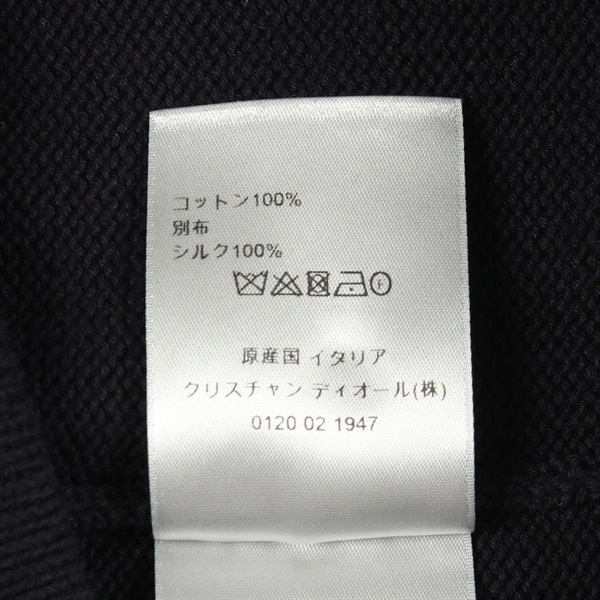 コットン100%
別布
シルク100%
F
原産国 イタリア
クリスチャン ディオール(株)
0120 02 1947